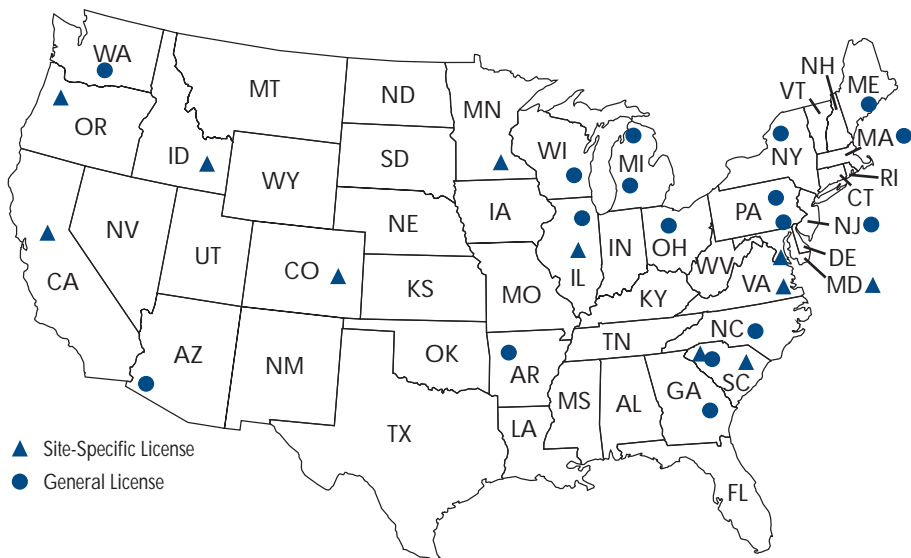 WA
MT
ND
MN
VT
NH
ME
OR
ID
SD
WI
MI
NY
MA
WY
RI
CT
NV
NE
IA
PA
NJ
UT
CO
IL
IN
OH
DE
CA
WV
VA
MD
KS
MO
KY
AZ
NM
OK
AR
TN
NC
SC
MS
AL
GA
TX
LA
FL
Site-Specific License
General License